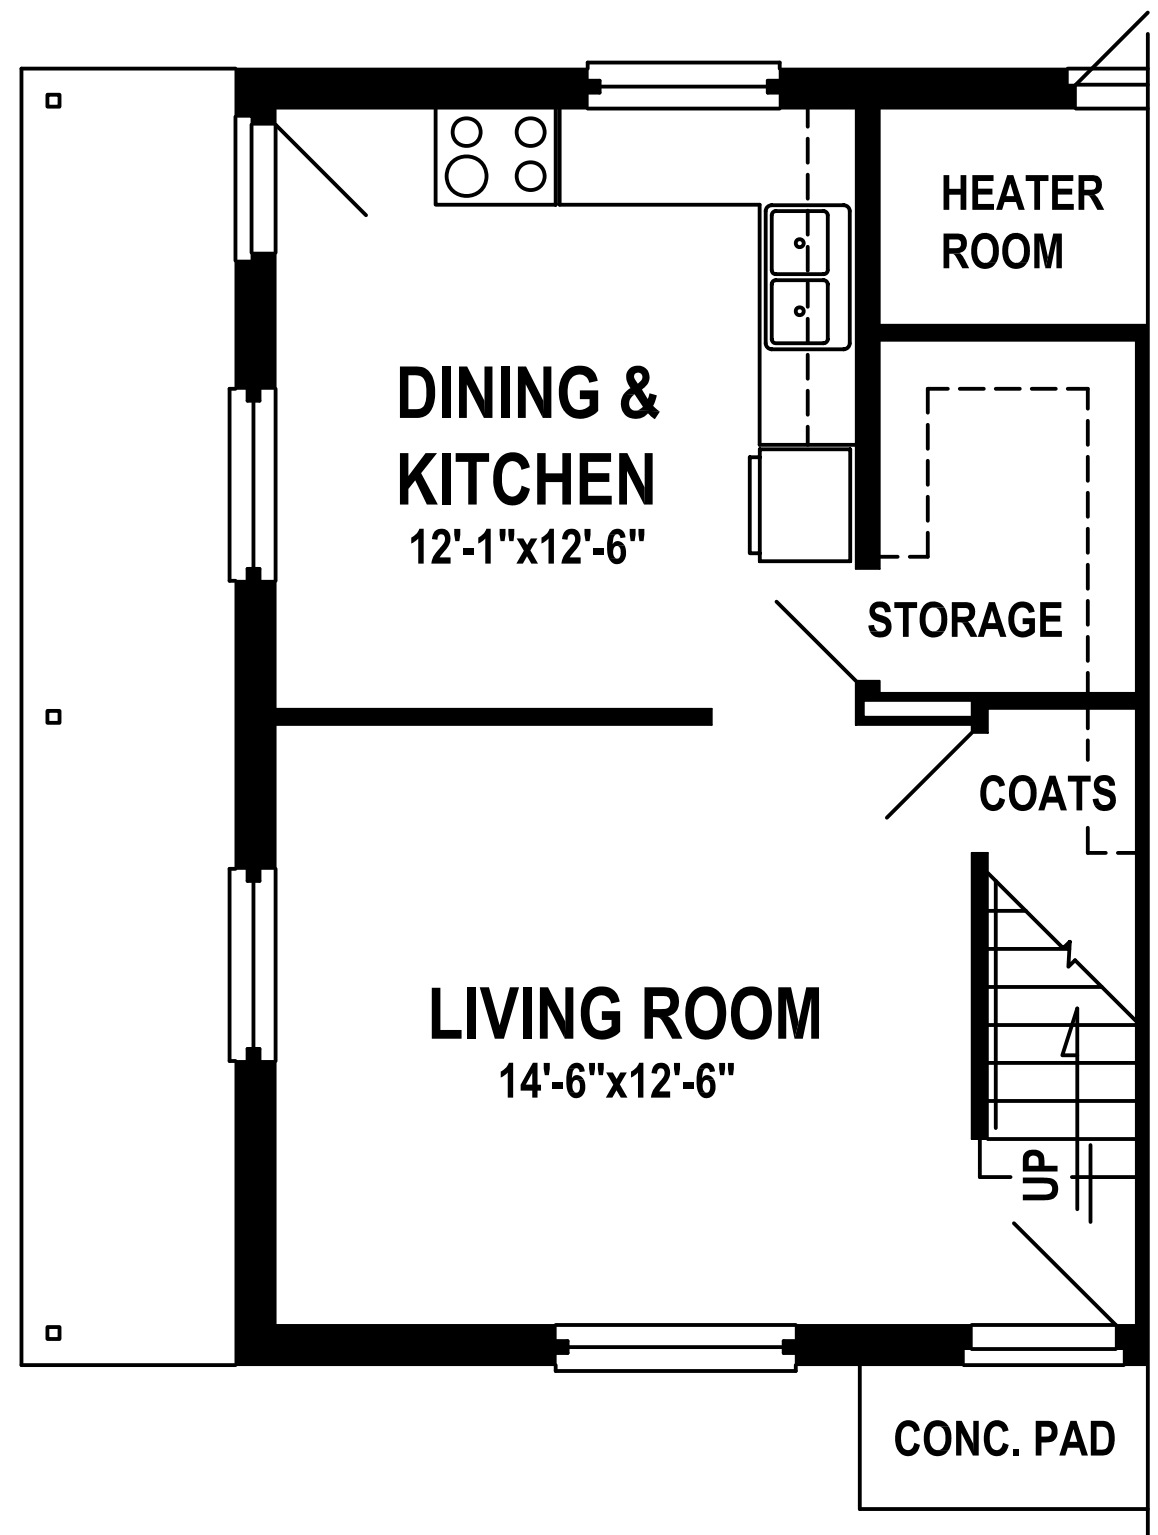 HEATER
ROOM
DINING &
KITCHEN
12'-1"x12'-6"
STORAGE
COATS
LIVING ROOM
14'-6"x12'-6"
UP
CONC. PAD